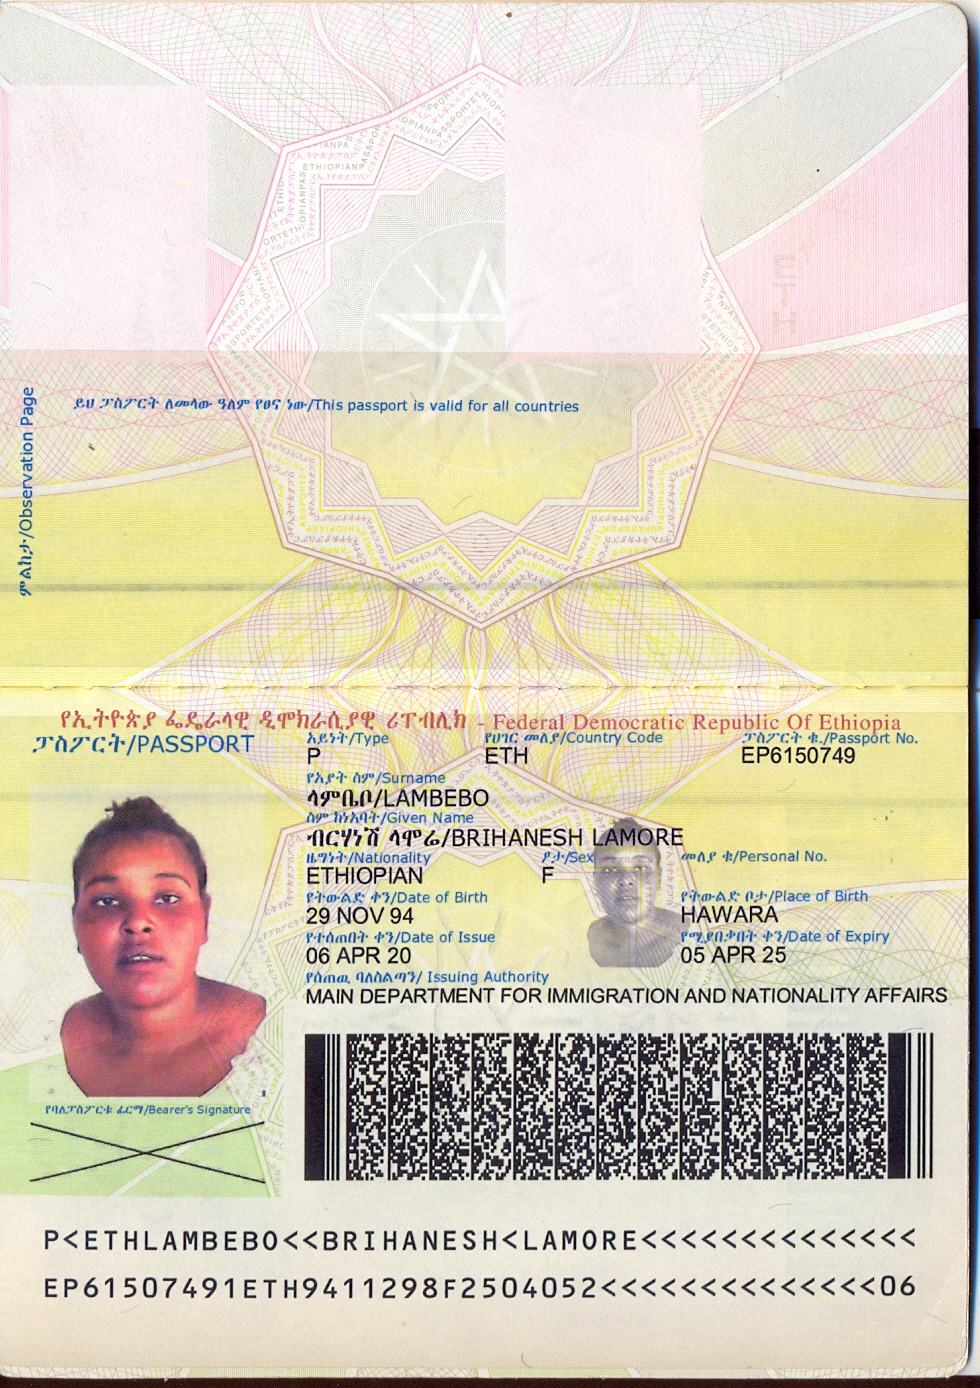 ምልከታ/Observation Page
ይህ ፓስፖርት ለመላው ዓለም የፀና ነው/This passport is valid for all countries
የኢትዮጵያ ፌዴራላዊ ዲሞክራሲያዊ ሪፐብሊክ - Federal Democratic Republic Of Ethiopia
ፓስፖርት/PASSPORT
አይነት/Type
የሀገር መለያ/Country Code
ፓስፖርት ቁ./Passport No.
P
ETH
EP6150749
የአያት ስም/Surname
ላምቤቦ/LAMBEBO
ስም ከነአባት/Given Name
ብርሃነሽ ላሞሬ/BRIHANESH LAMORE
ዜግነት/Nationality
ፆታ/Sex
መለያ ቁ/Personal No.
ETHIOPIAN
F
የትውልድ ቀን/Date of Birth
የትውልድ ቦታ/Place of Birth
29 NOV 94
HAWARA
የተሰጠበት ቀን/Date of Issue
የሚያበቃበት ቀን/Date of Expiry
06 APR 20
05 APR 25
የሰጠዉ ባለስልጣን/ Issuing Authority
MAIN DEPARTMENT FOR IMMIGRATION AND NATIONALITY AFFAIRS
የባለፓስፖርቱ ፊርማ/Bearer's Signature
P<ETHLAMBEBO<<BRIHANESH<LAMORE<<<<<<<<<<<<<<
EP61507491ETH9411298F2504052<<<<<<<<<<<<<<06